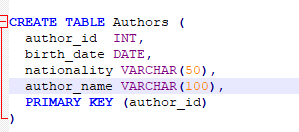 CREATE TABLE Authors (
author_id  INT,
birth_date DATE,
nationality VARCHAR(50),
author_name VARCHAR(100),
PRIMARY KEY (author_id)
)